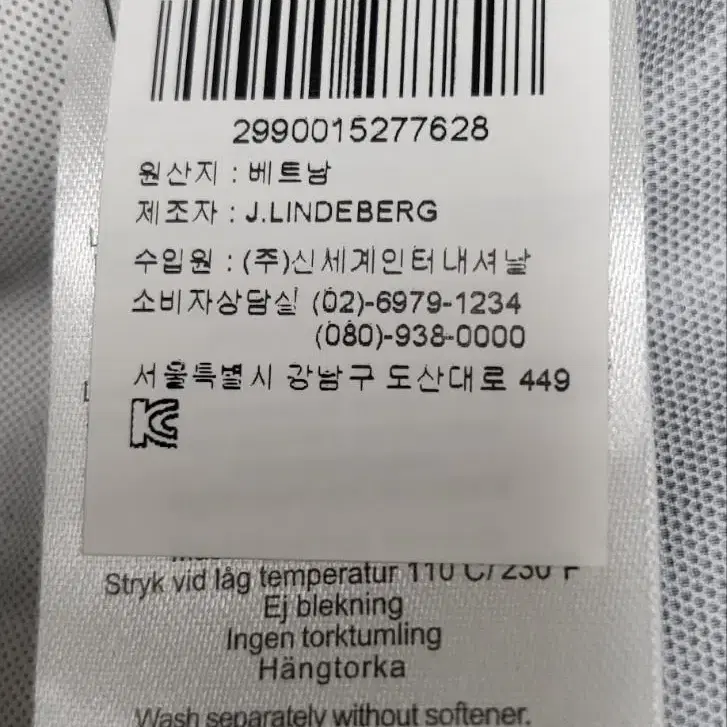 2990015277628
원산지 : 베트남
제조자 : J.LINDEBERG
수입원 : (주)신세계인터내셔날
소비자상담실 (02)-6979-1234
(080)-938-0000
서울특별시 강남구 도산대로 449
Stryk vid låg temperatur 110 C/ 230 F
Ej blekning
Ingen torktumling
Hängtorka
Wash separately without softener.